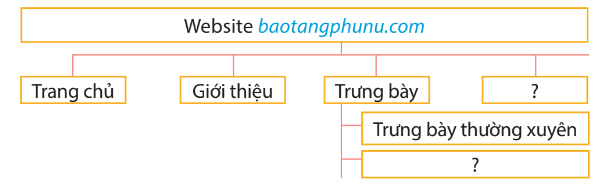 Website baotangphunu.com
Trang chủ
Giới thiệu
Trưng bày
?
Trưng bày thường xuyên
?